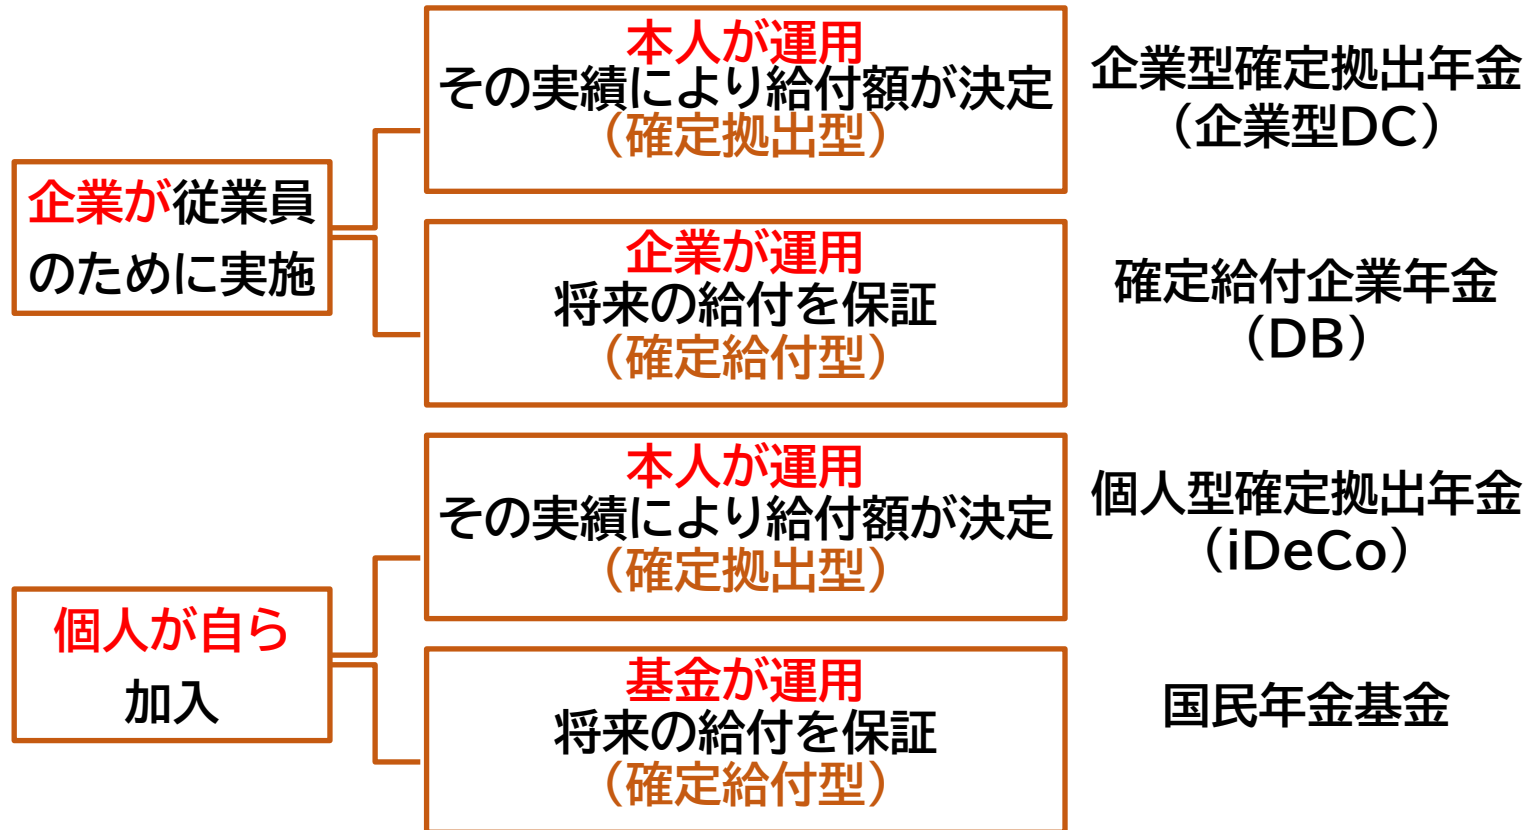 企業が従業員
のために実施
本人が運用
その実績により給付額が決定
（確定拠出型）
企業型確定拠出年金
（企業型DC）
企業が運用
将来の給付を保証
（確定給付型）
確定給付企業年金
（DB）
個人が自ら
加入
本人が運用
その実績により給付額が決定
（確定拠出型）
個人型確定拠出年金
（iDeCo）
基金が運用
将来の給付を保証
（確定給付型）
国民年金基金